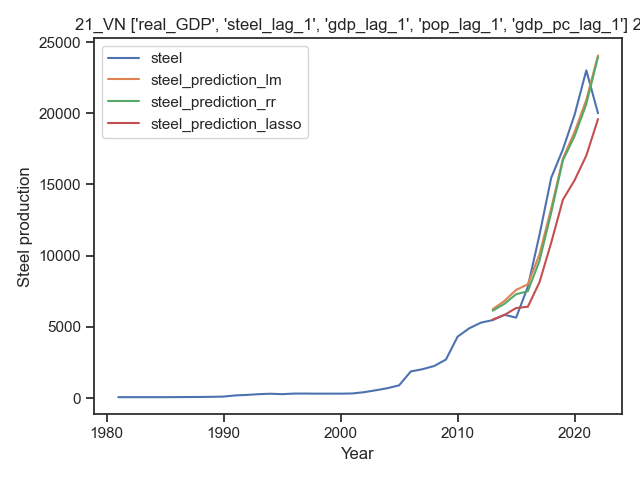 21_VN ['real_GDP', 'steel_lag_1', 'gdp_lag_1', 'pop_lag_1', 'gdp_pc_lag_1'] 2
steel
steel_prediction_lm
steel_prediction_rr
steel_prediction_lasso
25000
20000
15000
10000
5000
0
Steel production
1980 1990 2000 2010 2020
Year